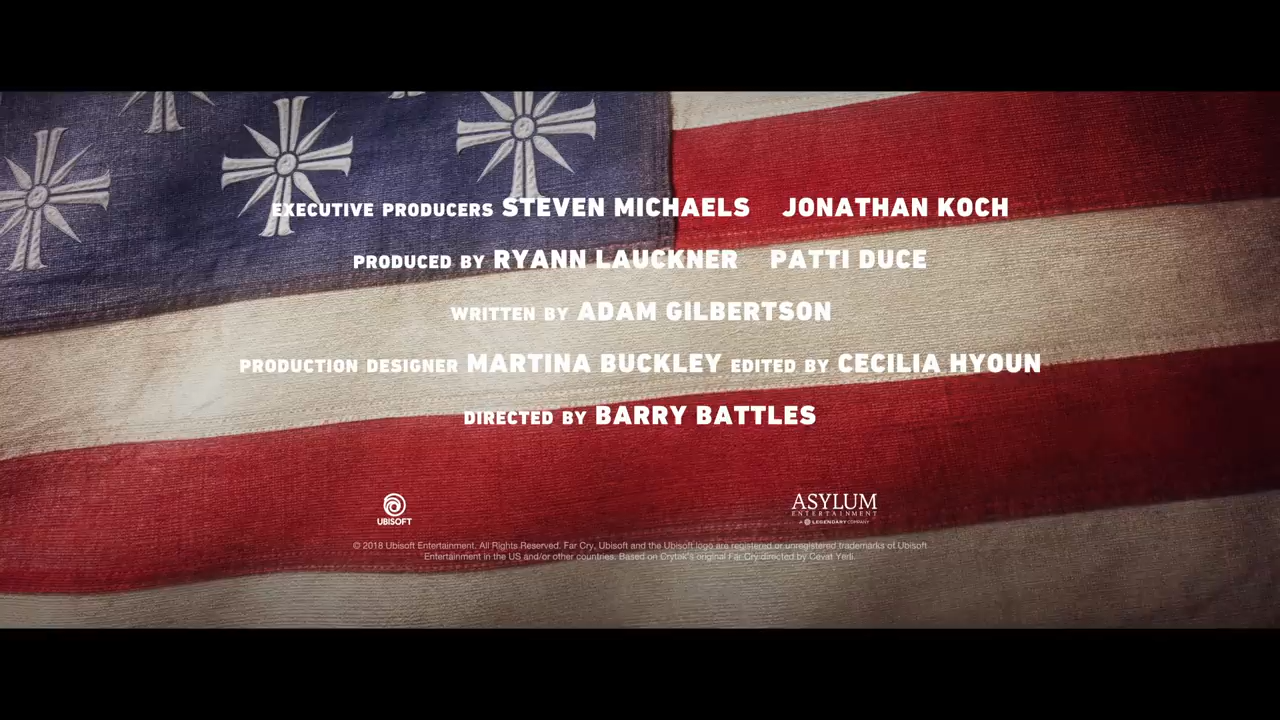 EXECUTIVE PRODUCERS STEVEN MICHAELS JONATHAN KOCH
PRODUCED BY RYANN LAUCKNER PATTI DUCE
WRITTEN BY ADAM GILBERTSON
PRODUCTION DESIGNER MARTINA BUCKLEY EDITED BY CECILIA HYOUN
DIRECTED BY BARRY BATTLES
UBISOFT
ASYLUM
ENTERTAINMENT
A LEGENDARY COMPANY
© 2018 Ubisoft Entertainment. All Rights Reserved. Far Cry, Ubisoft and the Ubisoft logo are registered or unregistered trademarks of Ubisoft
Entertainment in the US and/or other countries. Based on Crytek's original Far Cry directed by Cevat Yerli.